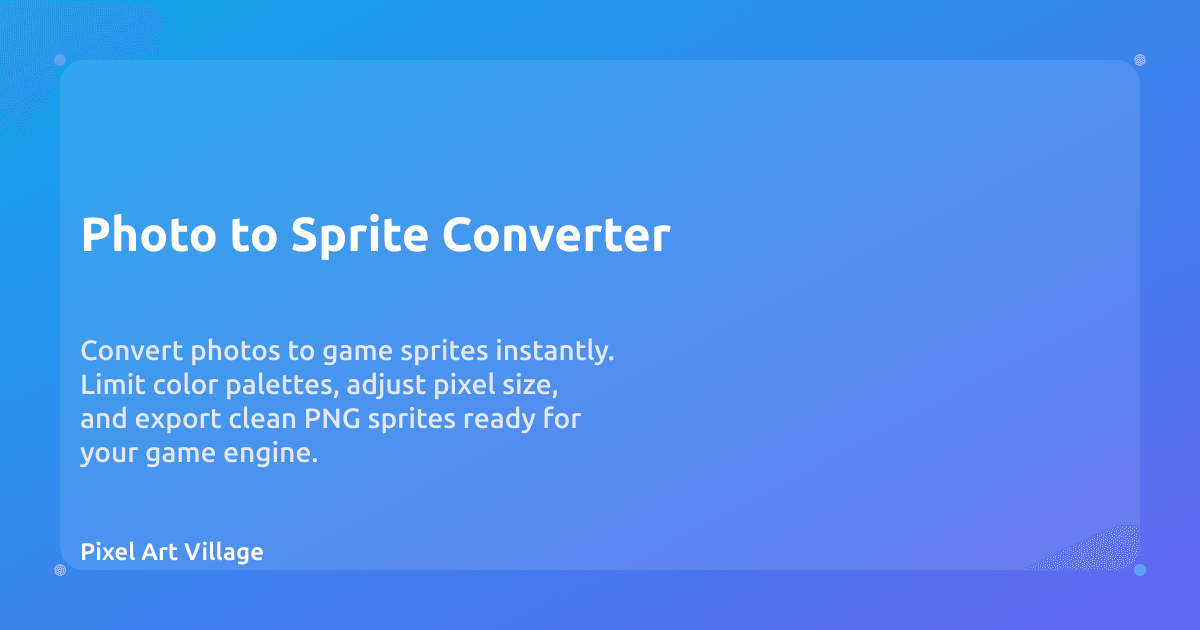 Photo to Sprite Converter
Convert photos to game sprites instantly.
Limit color palettes, adjust pixel size,
and export clean PNG sprites ready for
your game engine.
Pixel Art Village